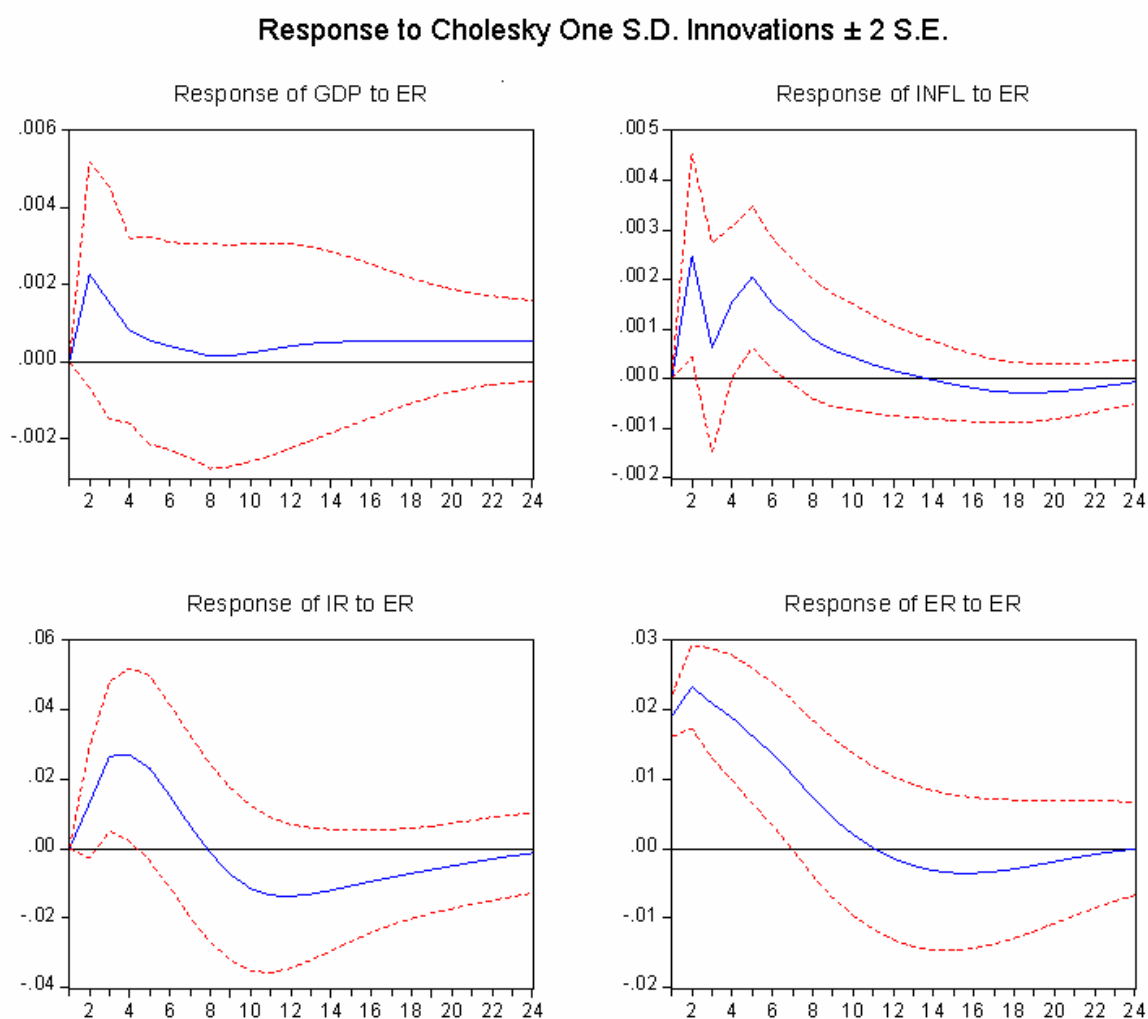 Response to Cholesky One S.D. Innovations ± 2 S.E.
Response of GDP to ER
.006
.004
.002
.000
-.002
2 4 6 8 10 12 14 16 18 20 22 24
Response of INFL to ER
.005
.004
.003
.002
.001
.000
-.001
-.002
2 4 6 8 10 12 14 16 18 20 22 24
Response of IR to ER
.06
.04
.02
.00
-.02
-.04
2 4 6 8 10 12 14 16 18 20 22 24
Response of ER to ER
.03
.02
.01
.00
-.01
-.02
2 4 6 8 10 12 14 16 18 20 22 24